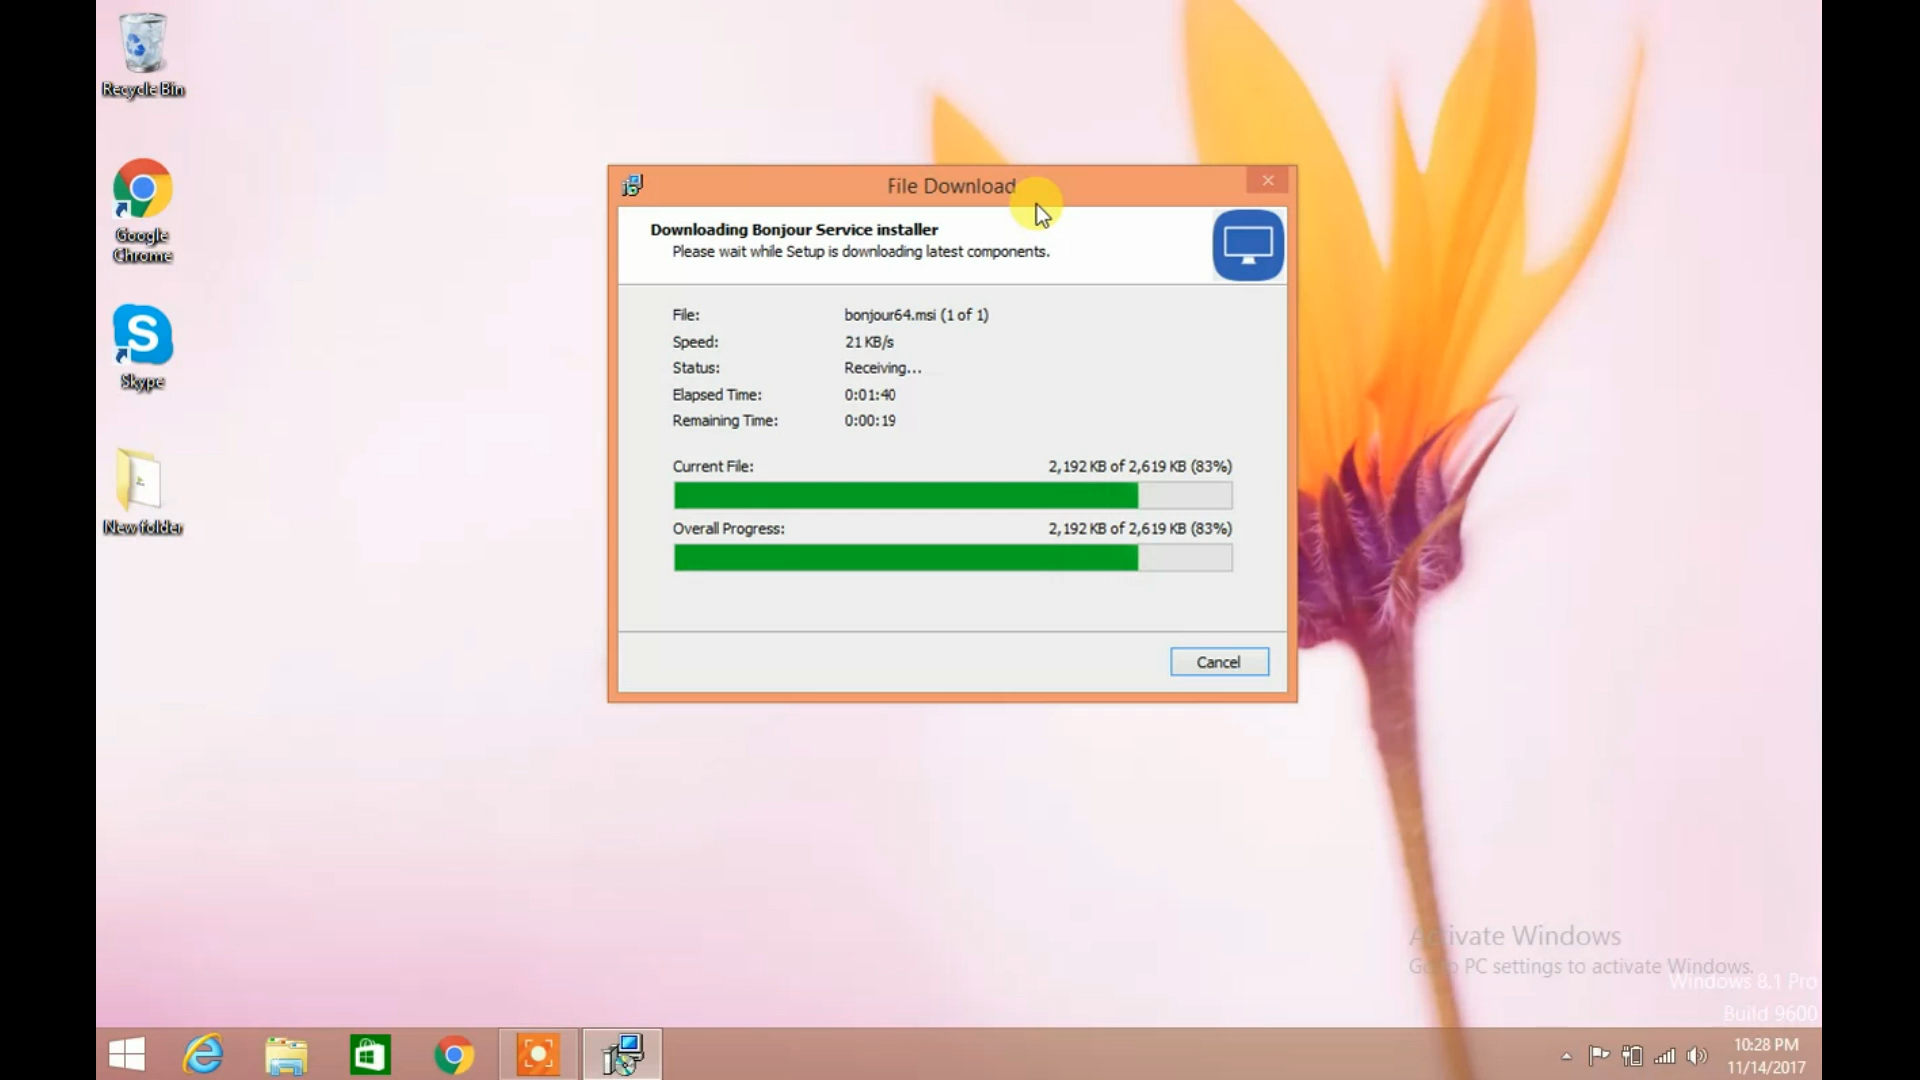 Recycle Bin
Google
Chrome
Skype
New folder
File Download
Downloading Bonjour Service installer
Please wait while Setup is downloading latest components.
File: bonjour64.msi (1 of 1)
Speed: 21 KB/s
Status: Receiving...
Elapsed Time: 0:01:40
Remaining Time: 0:00:19
Current File: 2,192 KB of 2,619 KB (83%)
Overall Progress: 2,192 KB of 2,619 KB (83%)
Cancel
Activate Windows
Go to PC settings to activate Windows.
Windows 8.1 Pro
Build 9600
10:28 PM
11/14/2017